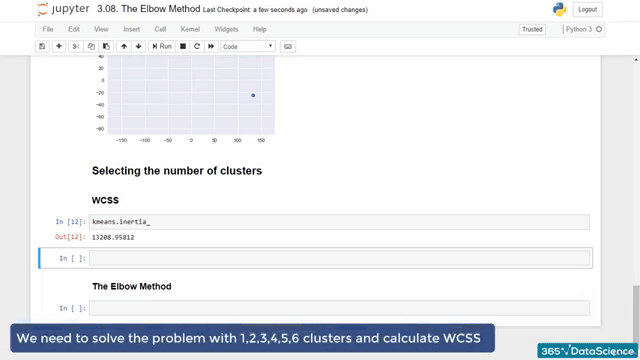 jupyter 3.08. The Elbow Method Last Checkpoint: a few seconds ago (unsaved changes) Logout
File Edit View Insert Cell Kernel Widgets Help Trusted Python 3
Run Code
40
20
0
-20
-40
-60
-80
-150 -100 -50 0 50 100 150
Selecting the number of clusters
WCSS
In [12]: kmeans.inertia_
Out[12]: 13208.95812
In [ ]:
The Elbow Method
In [ ]:
We need to solve the problem with 1,2,3,4,5,6 clusters and calculate WCSS
365 DataScience